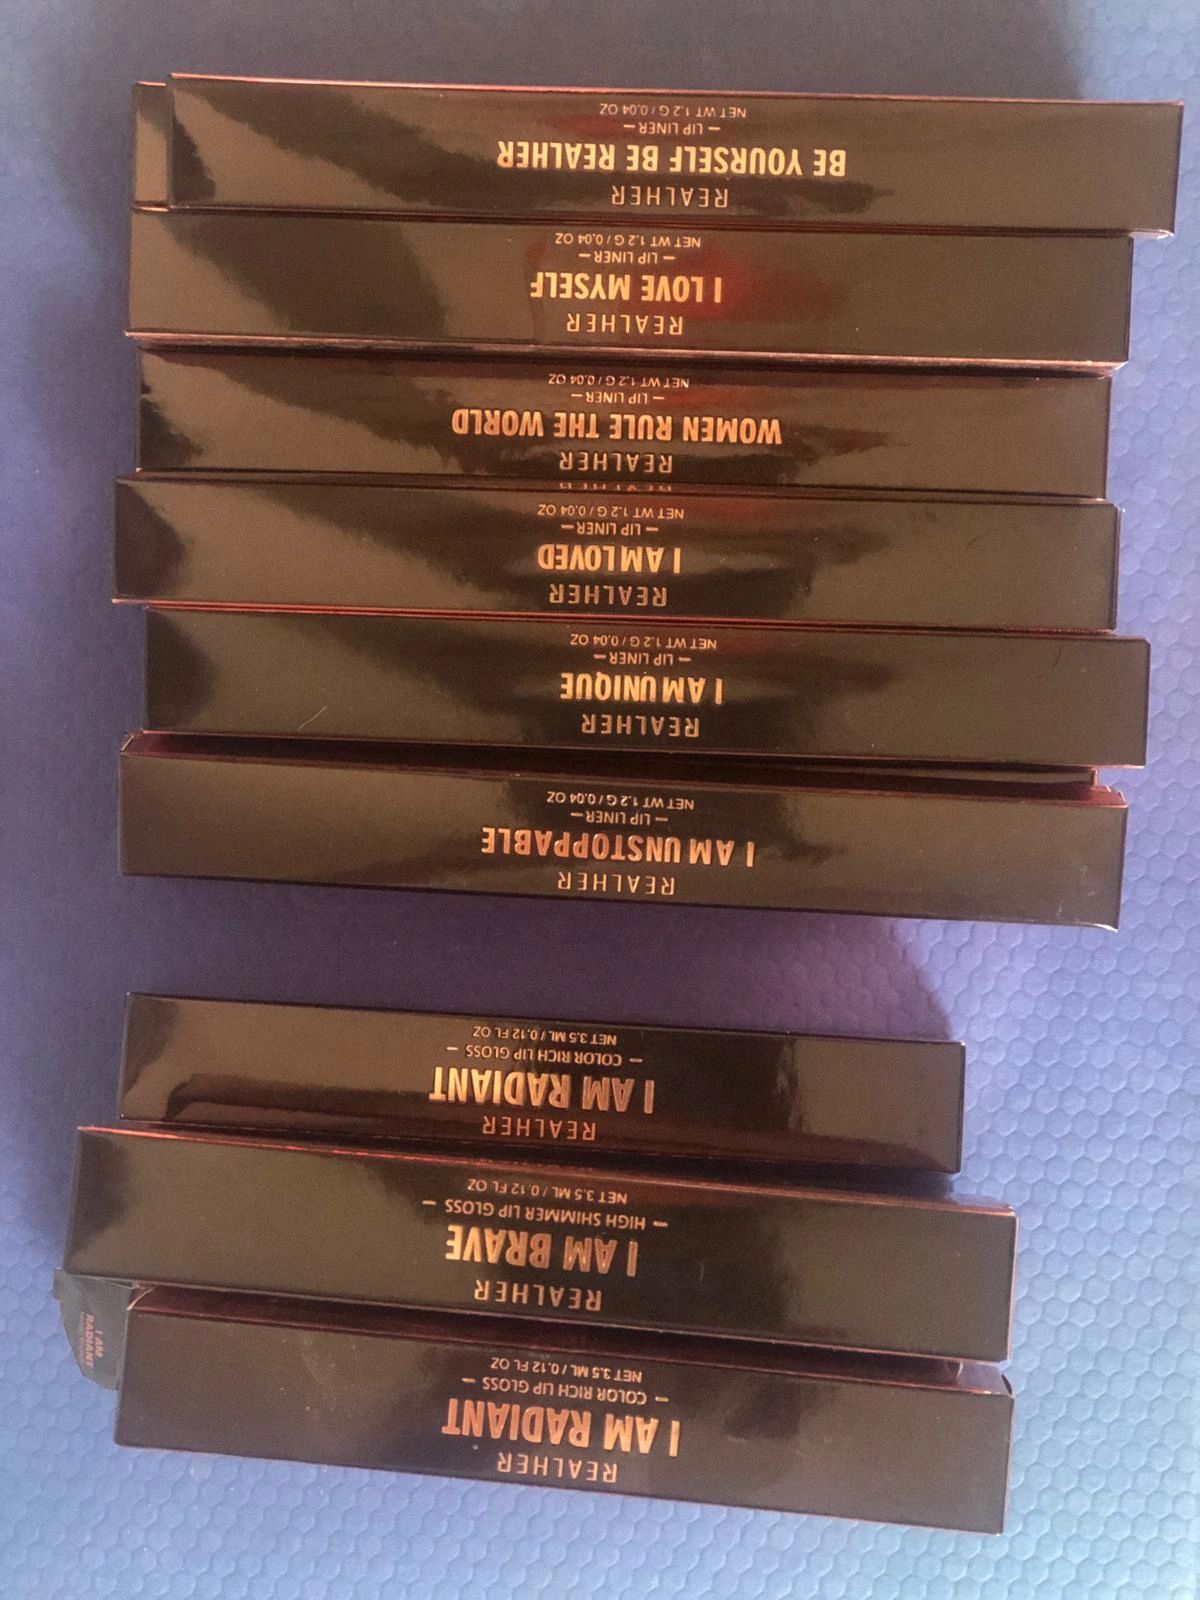 REALHER
I AM RADIANT
— COLOR RICH LIP GLOSS —
NET 3.5 ML / 0.12 FL OZ
I AM
RADIANT
REALHER
I AM BRAVE
— HIGH SHIMMER LIP GLOSS —
NET 3.5 ML / 0.12 FL OZ
REALHER
I AM RADIANT
— COLOR RICH LIP GLOSS —
NET 3.5 ML / 0.12 FL OZ
REALHER
I AM UNSTOPPABLE
— LIP LINER —
NET WT 1.2 G / 0.04 OZ
REALHER
I AM UNIQUE
— LIP LINER —
NET WT 1.2 G / 0.04 OZ
REALHER
I AM LOVED
— LIP LINER —
NET WT 1.2 G / 0.04 OZ
REALHER
WOMEN RULE THE WORLD
— LIP LINER —
NET WT 1.2 G / 0.04 OZ
REALHER
I LOVE MYSELF
— LIP LINER —
NET WT 1.2 G / 0.04 OZ
REALHER
BE YOURSELF BE REALHER
— LIP LINER —
NET WT 1.2 G / 0.04 OZ